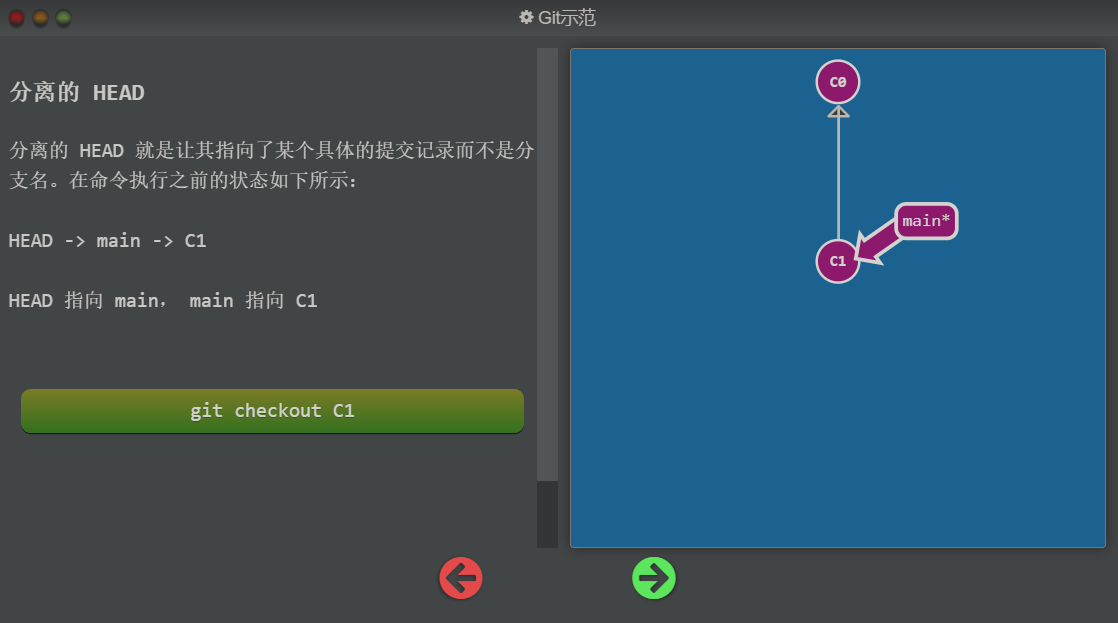 Git示范
分离的 HEAD
分离的 HEAD 就是让其指向了某个具体的提交记录而不是分
支名。在命令执行之前的状态如下所示：
HEAD -> main -> C1
HEAD 指向 main， main 指向 C1
git checkout C1
C0
main*
C1